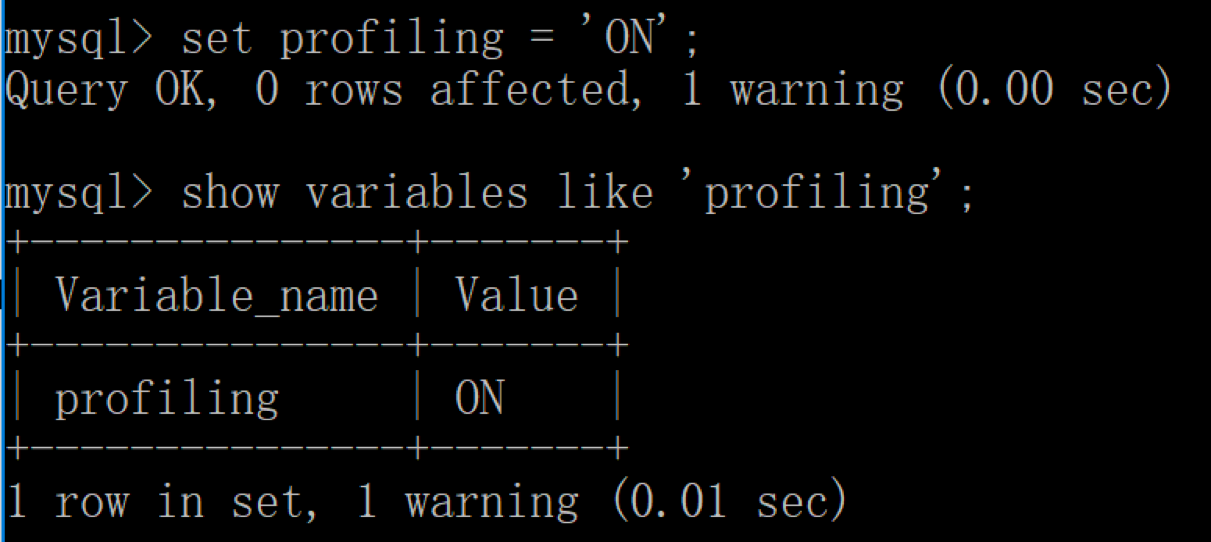 mysql> set profiling = 'ON';
Query OK, 0 rows affected, 1 warning (0.00 sec)
mysql> show variables like 'profiling';
+---------------+-------+
| Variable_name | Value |
+---------------+-------+
| profiling     | ON    |
+---------------+-------+
1 row in set, 1 warning (0.01 sec)